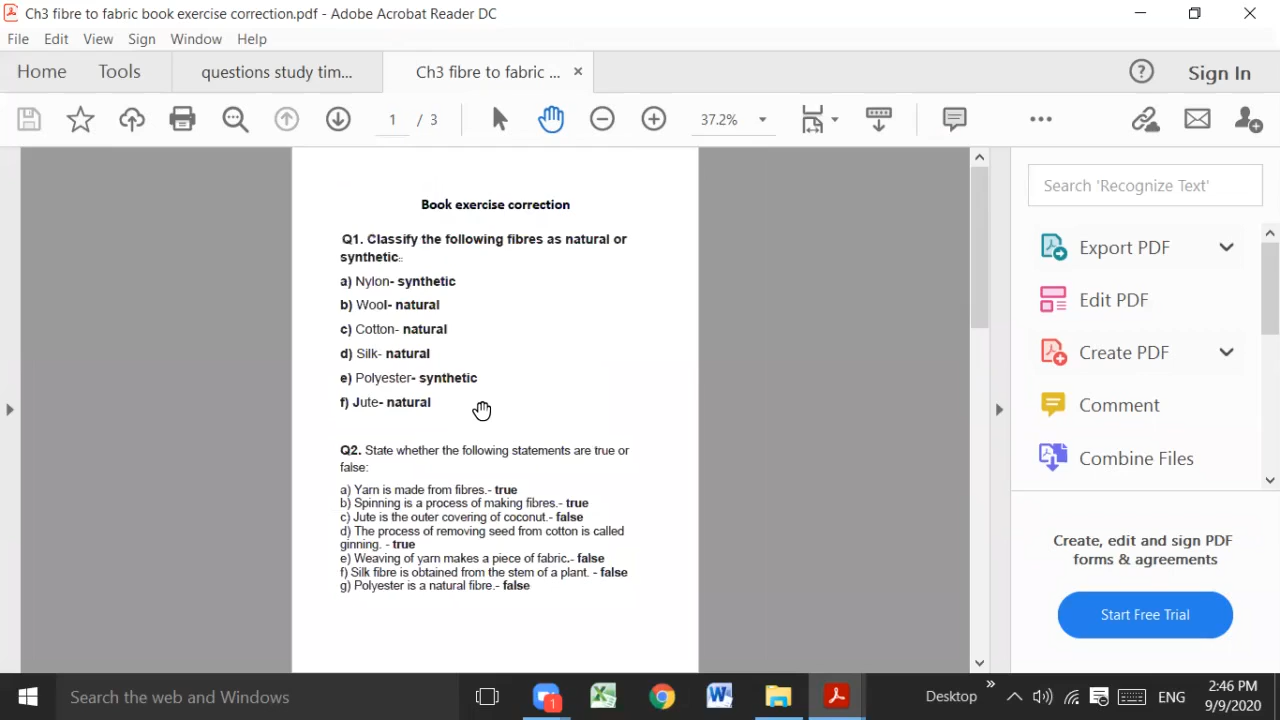 Ch3 fibre to fabric book exercise correction.pdf - Adobe Acrobat Reader DC
File Edit View Sign Window Help
Home Tools questions study tim... Ch3 fibre to fabric ... × Sign In
1 / 3 37.2%
Book exercise correction
Q1. Classify the following fibres as natural or
synthetic:
a) Nylon- synthetic
b) Wool- natural
c) Cotton- natural
d) Silk- natural
e) Polyester- synthetic
f) Jute- natural
Q2. State whether the following statements are true or
false:
a) Yarn is made from fibres.- true
b) Spinning is a process of making fibres.- true
c) Jute is the outer covering of coconut.- false
d) The process of removing seed from cotton is called
ginning. - true
e) Weaving of yarn makes a piece of fabric.- false
f) Silk fibre is obtained from the stem of a plant. - false
g) Polyester is a natural fibre.- false
Search 'Recognize Text'
Export PDF
Edit PDF
Create PDF
Comment
Combine Files
Create, edit and sign PDF
forms & agreements
Start Free Trial
Search the web and Windows
1
Desktop » ENG
2:46 PM
9/9/2020